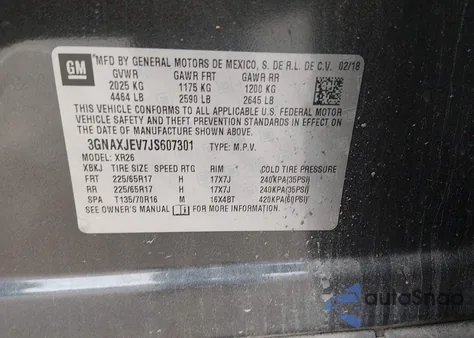 GM
MFD BY GENERAL MOTORS DE MEXICO, S. DE R.L. DE C.V. 02/18
GVWR GAWR FRT GAWR RR
2025 KG 1175 KG 1200 KG
4464 LB 2590 LB 2645 LB
THIS VEHICLE CONFORMS TO ALL APPLICABLE U.S. FEDERAL MOTOR
VEHICLE SAFETY, BUMPER, AND THEFT PREVENTION STANDARDS
IN EFFECT ON THE DATE OF MANUFACTURE SHOWN ABOVE.
3GNAXJEV7JS607301 TYPE: M.P.V.
MODEL: XR26
XBKJ TIRE SIZE SPEED RTG RIM COLD TIRE PRESSURE
FRT 225/65R17 H 17X7J 240KPA(35PSI)
RR 225/65R17 H 17X7J 240KPA(35PSI)
SPA T135/70R16 M 16X4BT 420KPA(60PSI)
SEE OWNER'S MANUAL FOR ADDITIONAL INFORMATION.
autoSnap